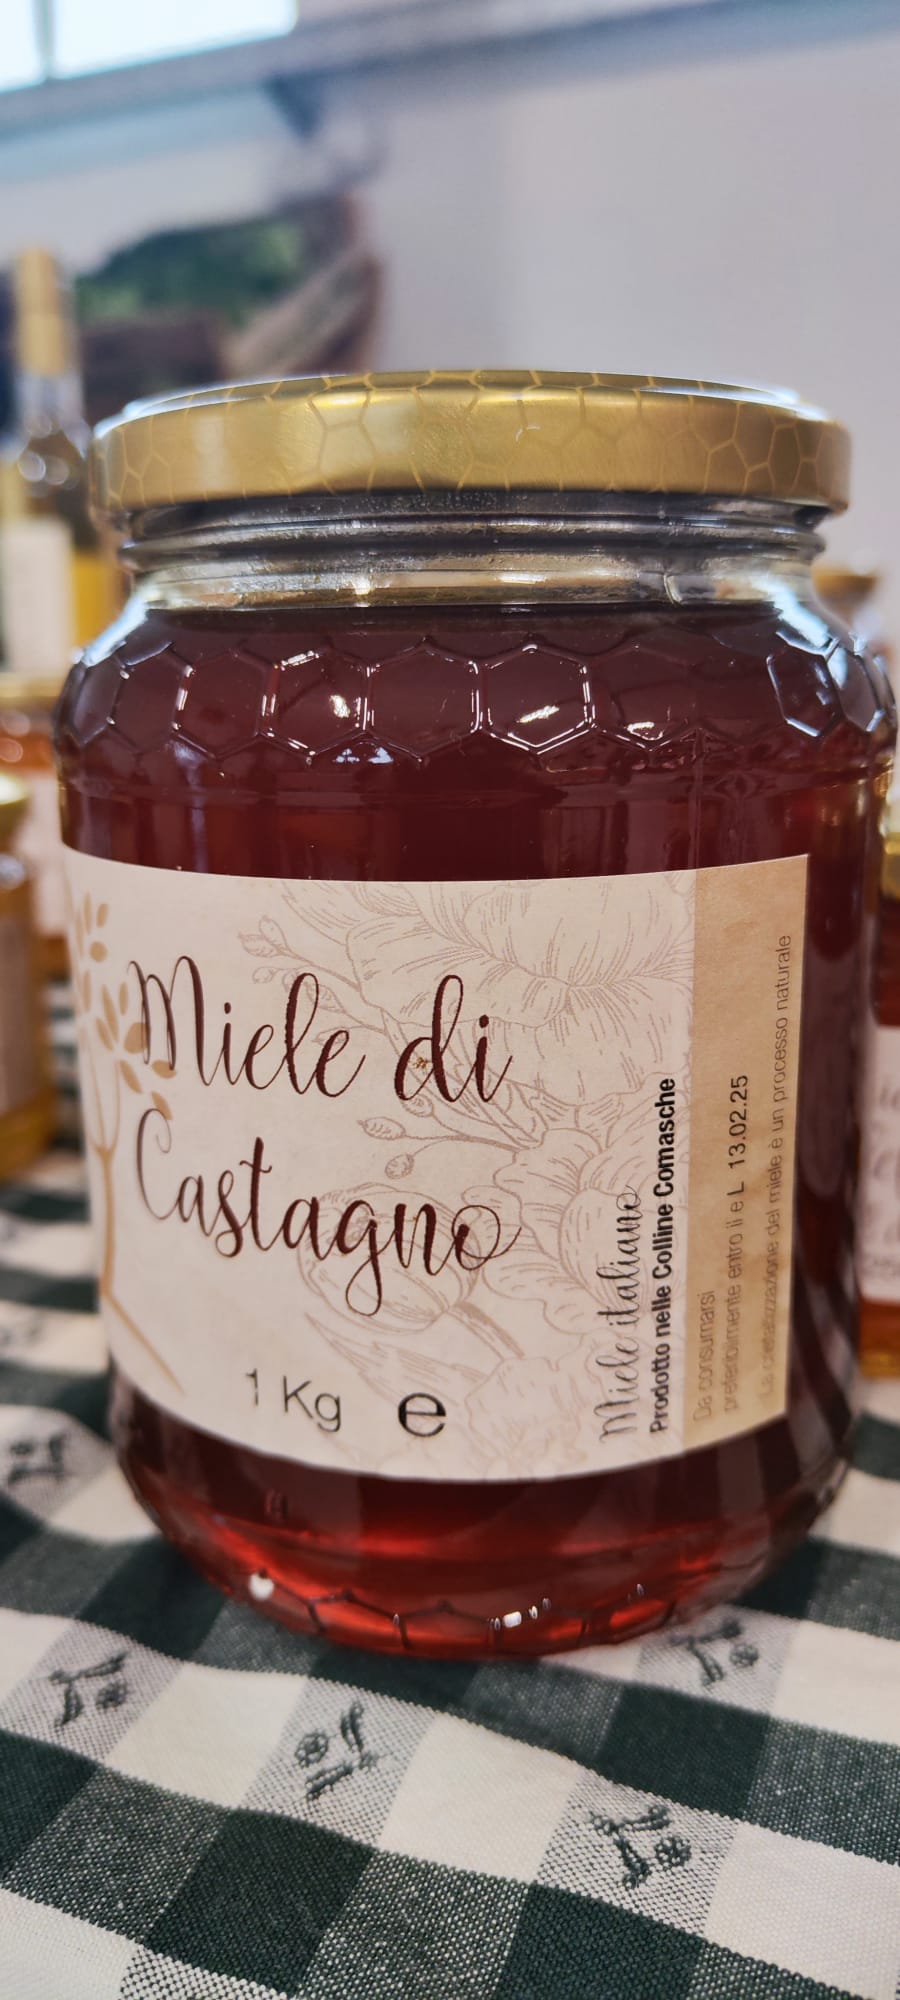 Miele di
Castagno
1 Kg e
Miele italiano
Prodotto nelle Colline Comasche
Da consumarsi
preferibilmente entro il e L 13.02.25
La cristallizzazione del miele è un processo naturale